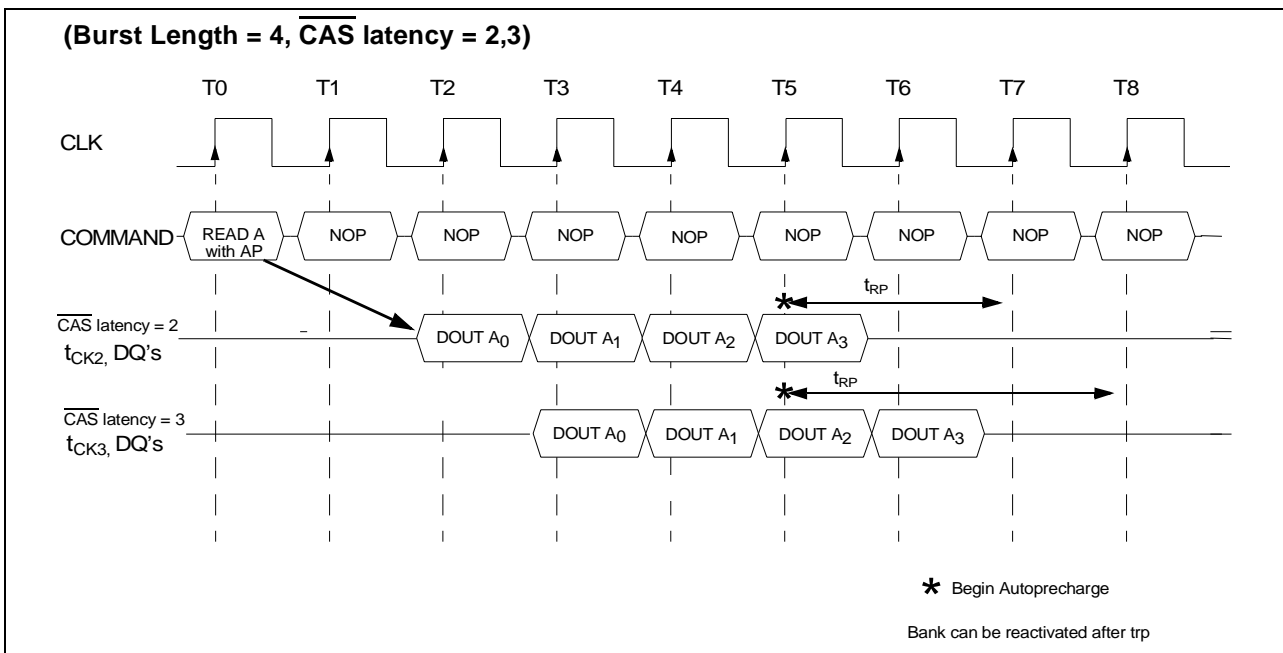 (Burst Length = 4, CAS latency = 2,3)
T0 T1 T2 T3 T4 T5 T6 T7 T8
CLK
COMMAND READ A with AP NOP NOP NOP NOP NOP NOP NOP NOP
* tRP
CAS latency = 2
tCK2, DQ's DOUT A0 DOUT A1 DOUT A2 DOUT A3
* tRP
CAS latency = 3
tCK3, DQ's DOUT A0 DOUT A1 DOUT A2 DOUT A3
* Begin Autoprecharge
Bank can be reactivated after trp